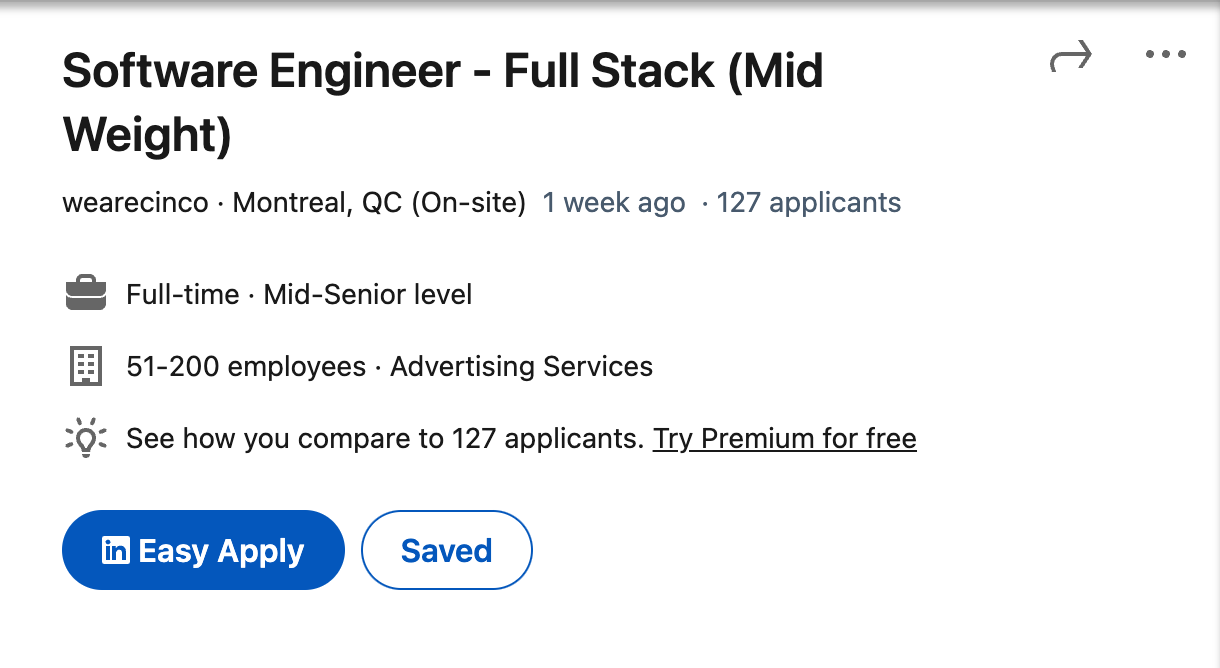 Software Engineer - Full Stack (Mid
Weight)
wearecinco · Montreal, QC (On-site) 1 week ago · 127 applicants
Full-time · Mid-Senior level
51-200 employees · Advertising Services
See how you compare to 127 applicants. Try Premium for free
in Easy Apply
Saved